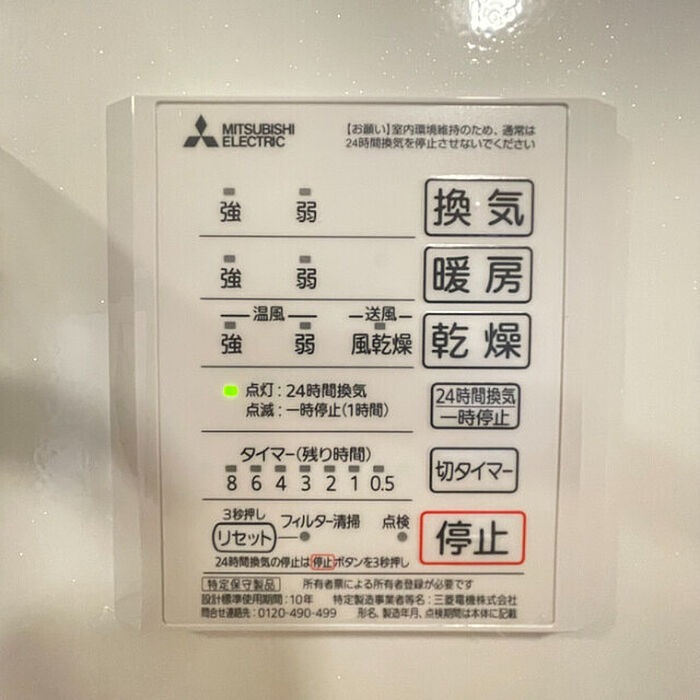 MITSUBISHI
ELECTRIC
【お願い】室内環境維持のため、通常は
24時間換気を停止させないでください
強 弱 換気
強 弱 暖房
温風 送風
強 弱 風乾燥 乾燥
点灯：24時間換気
点滅：一時停止(1時間)
24時間換気
一時停止
タイマー(残り時間)
8 6 4 3 2 1 0.5
切タイマー
3秒押し
リセット フィルター清掃 点検
停止
24時間換気の停止は停止ボタンを3秒押し
特定保守製品 所有者票による所有者登録が必要です
設計標準使用期間：10年 特定製造事業者等名：三菱電機株式会社
問合せ連絡先：0120-490-499 形名、製造年月、点検期間は本体に記載